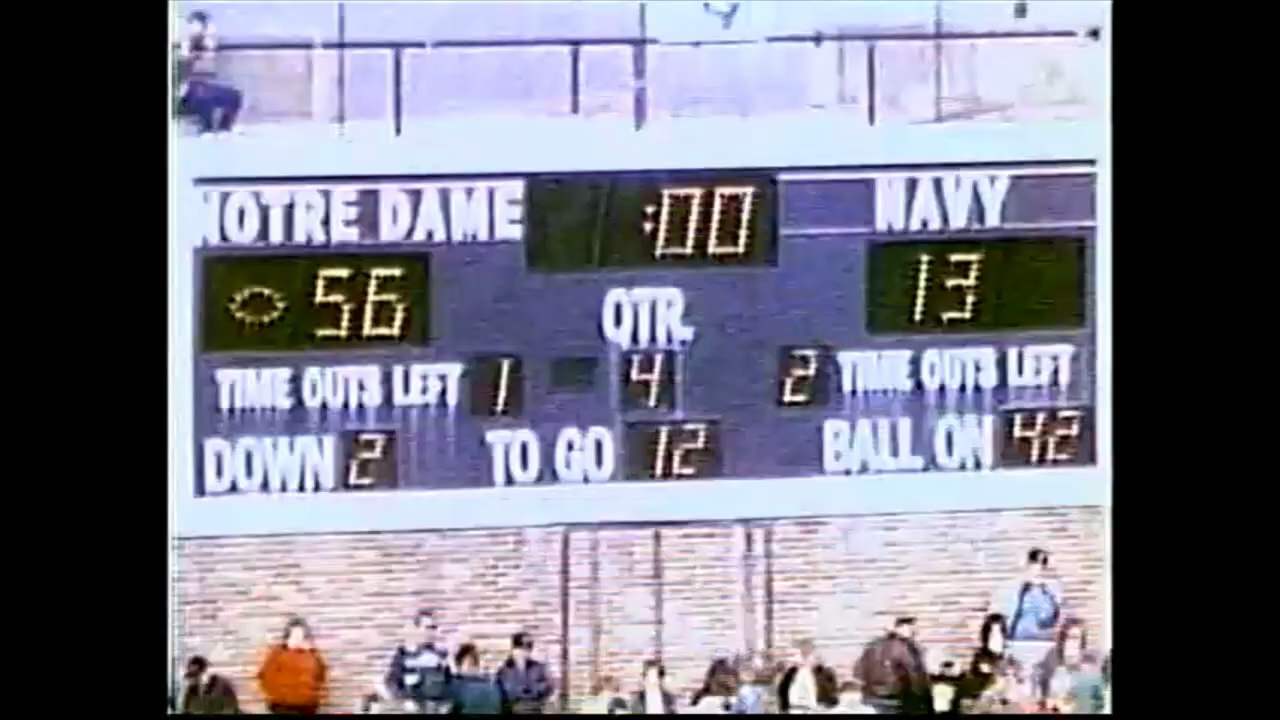 NOTRE DAME :00 NAVY
56 13
QTR.
TIME OUTS LEFT 1 4 2 TIME OUTS LEFT
DOWN 2 TO GO 12 BALL ON 42